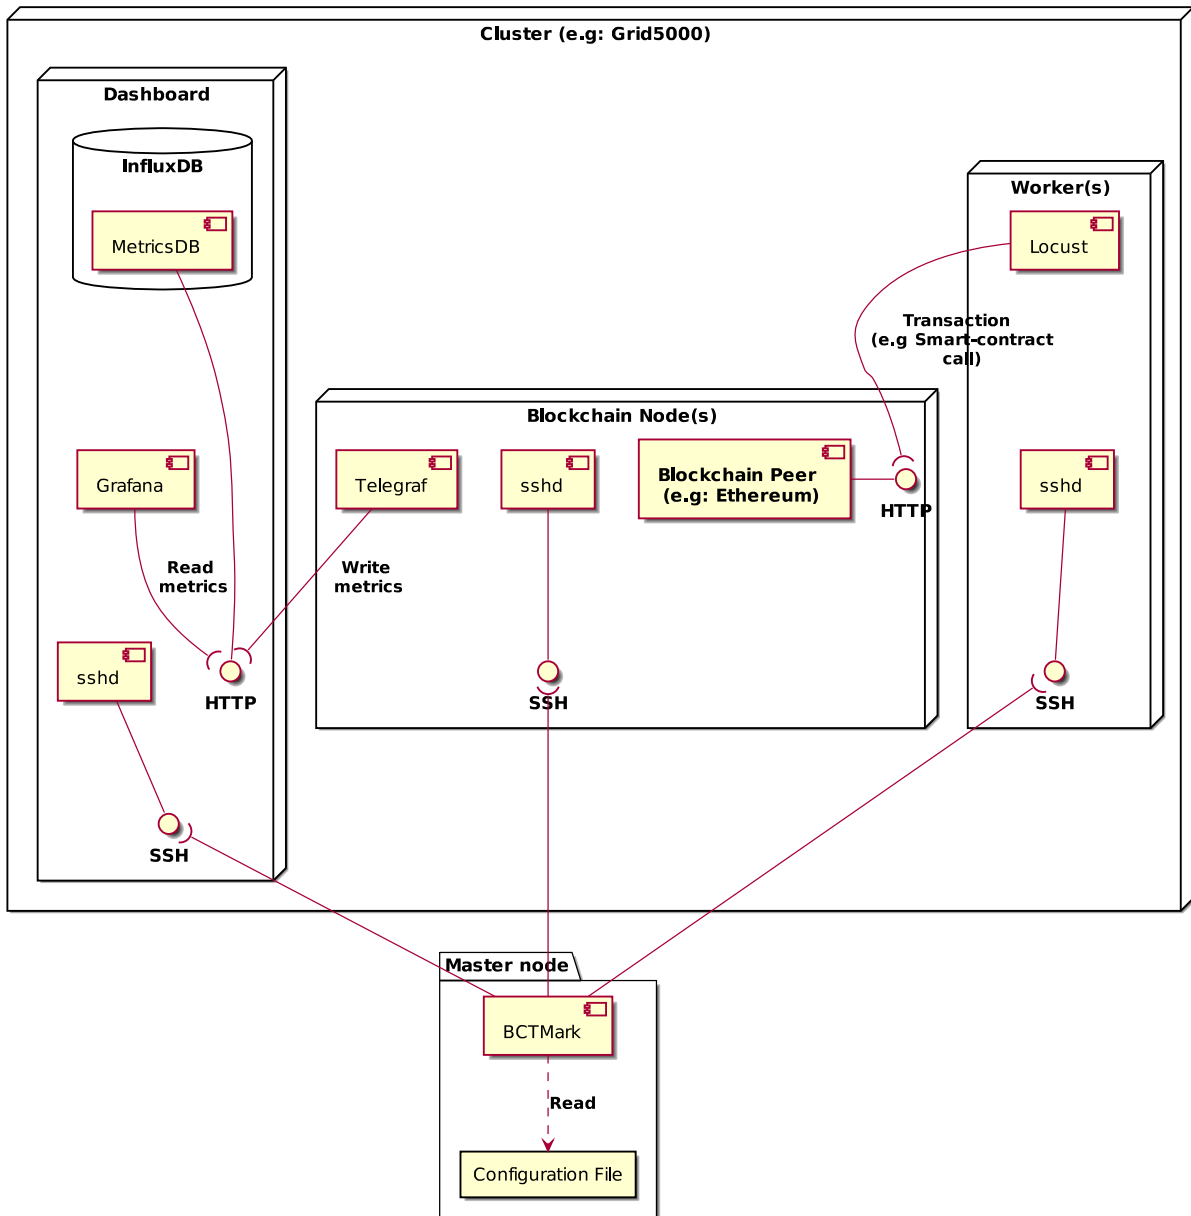 Cluster (e.g: Grid5000)
Dashboard
InfluxDB
MetricsDB
Worker(s)
Locust
Transaction
(e.g Smart-contract
call)
Blockchain Node(s)
Grafana
Telegraf
sshd
Blockchain Peer
(e.g: Ethereum)
HTTP
sshd
Read
metrics
Write
metrics
sshd
HTTP
SSH
SSH
SSH
Master node
BCTMark
Read
Configuration File